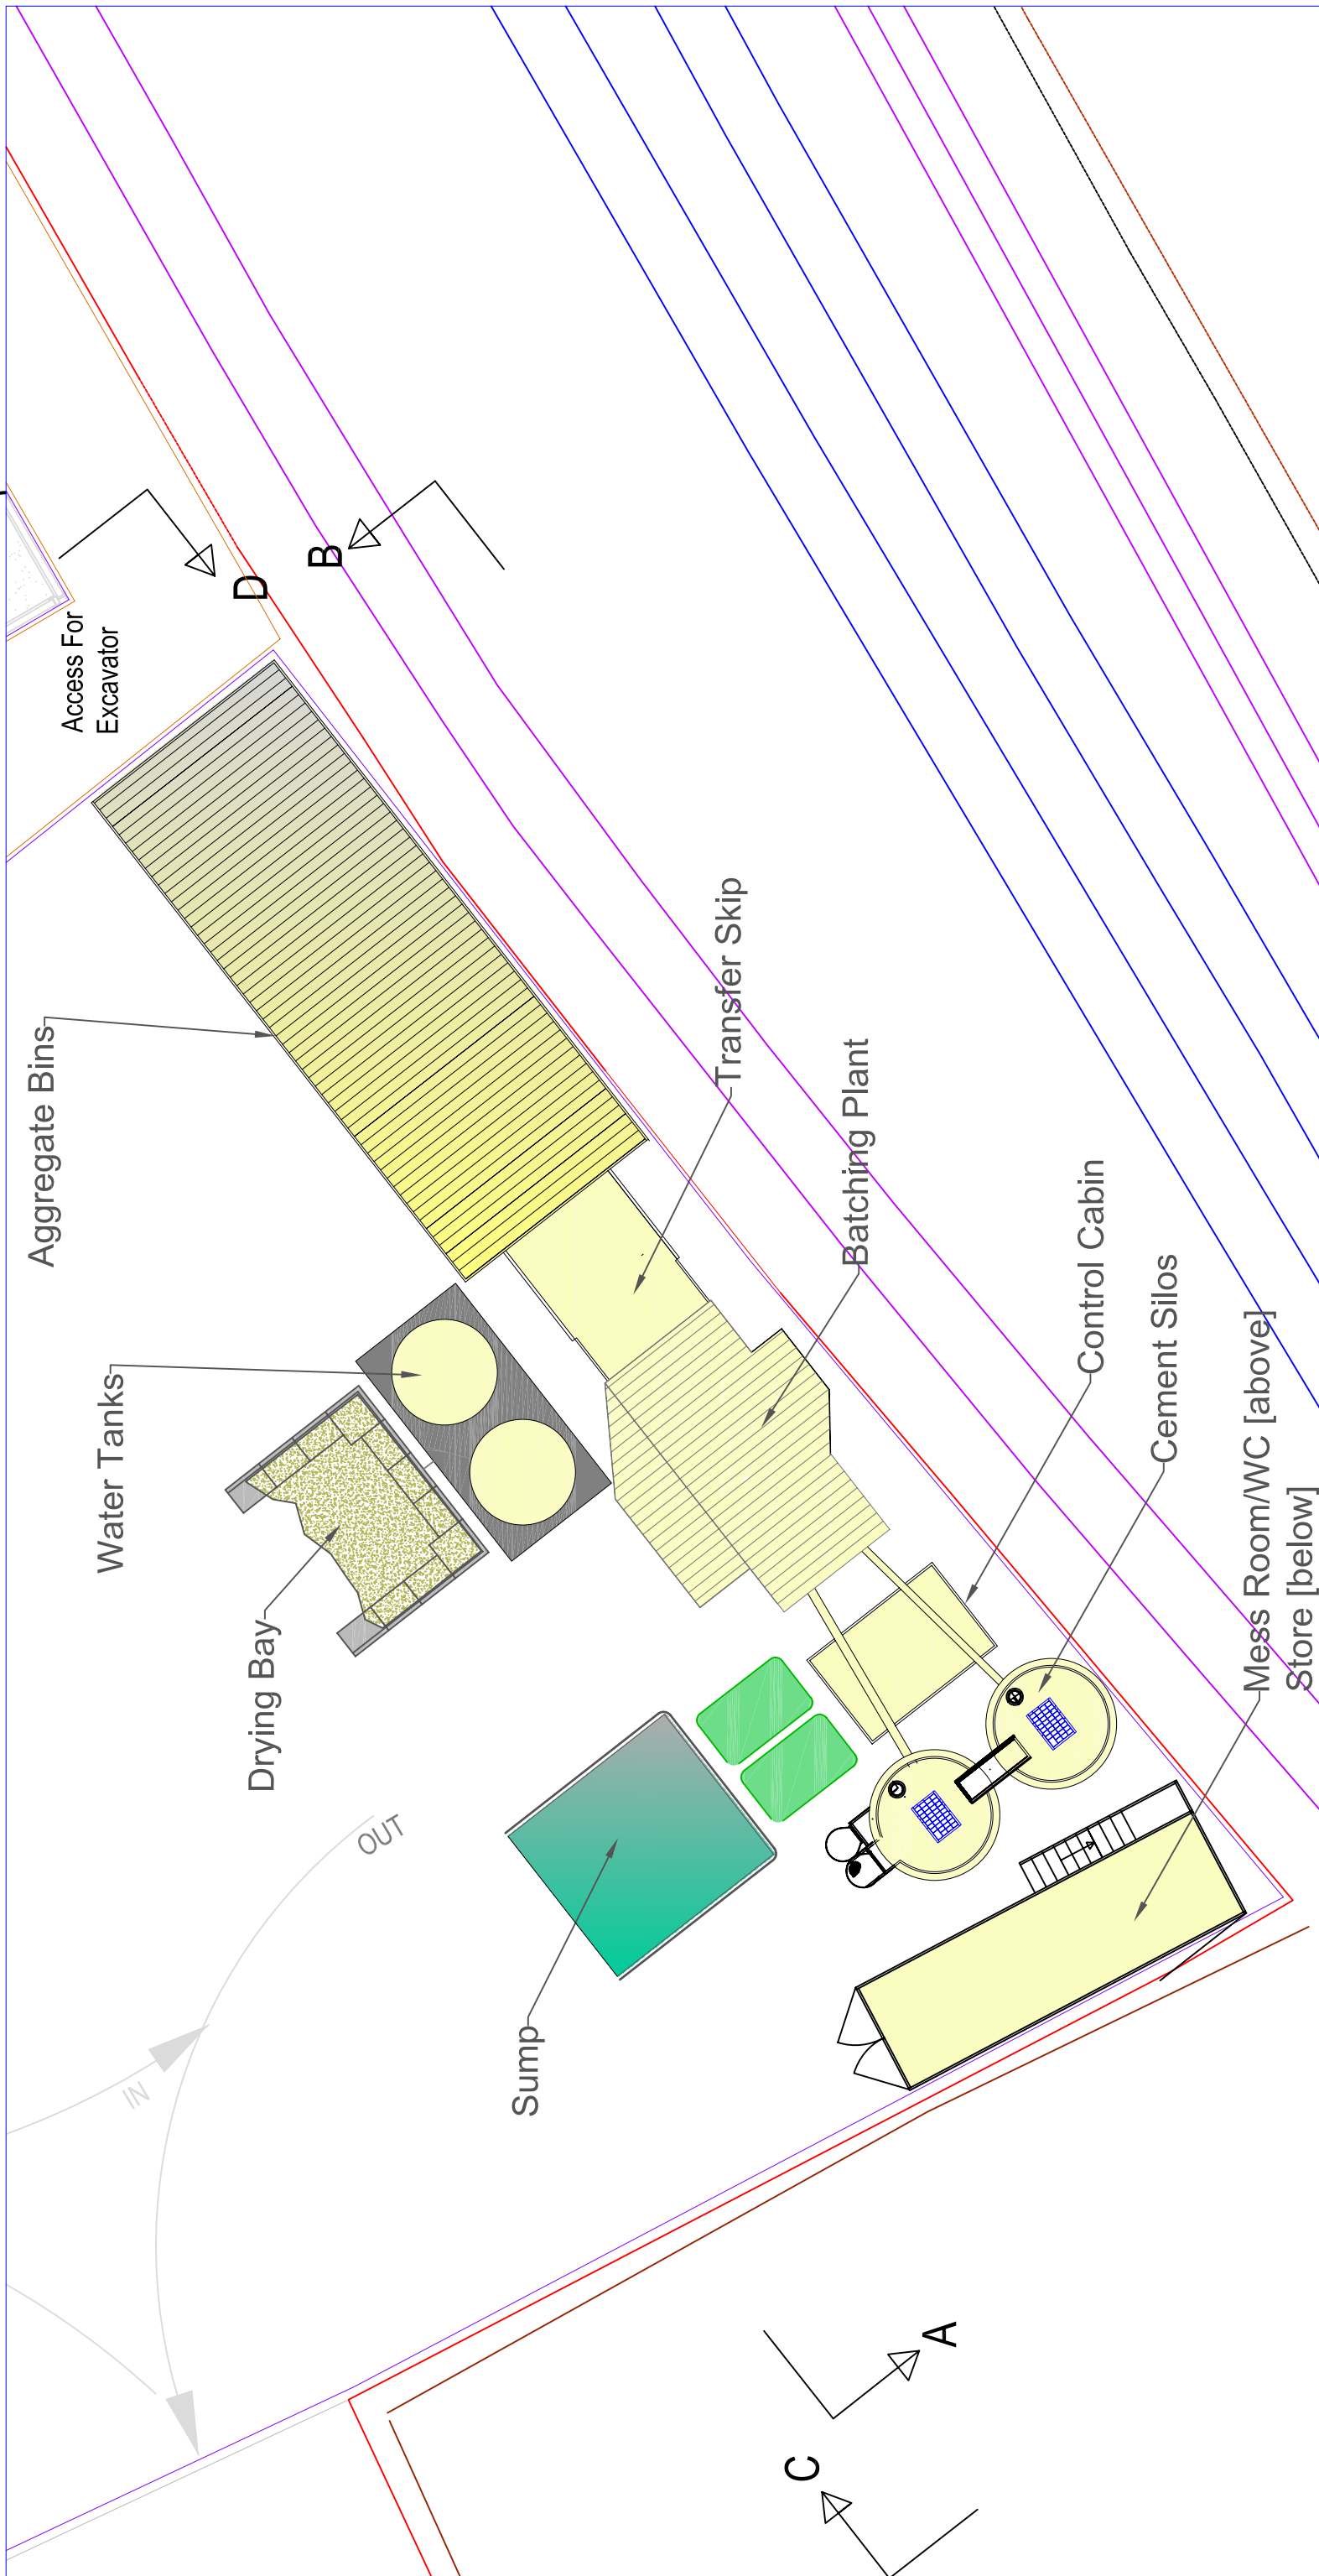 Aggregate Bins
Water Tanks
Drying Bay
Access For
Excavator
D
B
OUT
IN
Sump
Transfer Skip
Batching Plant
Control Cabin
Cement Silos
Mess Room/WC [above]
Store [below]
A
C